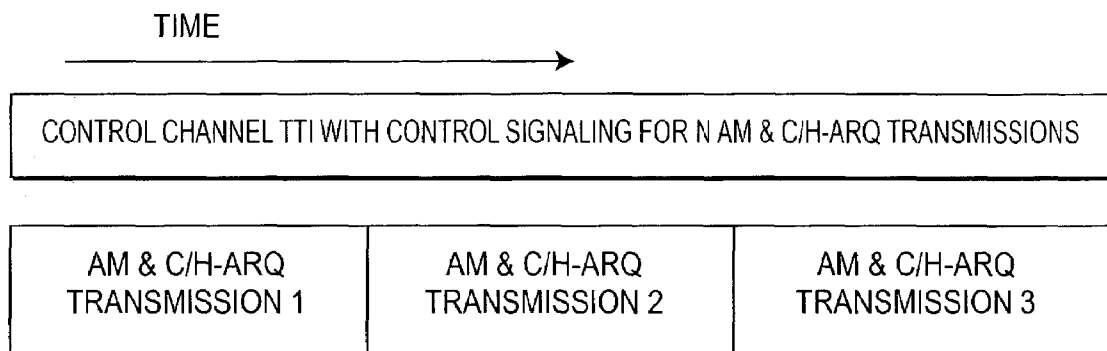 TIME
CONTROL CHANNEL TTI WITH CONTROL SIGNALING FOR N AM & C/H-ARQ TRANSMISSIONS
AM & C/H-ARQ
TRANSMISSION 1
AM & C/H-ARQ
TRANSMISSION 2
AM & C/H-ARQ
TRANSMISSION 3